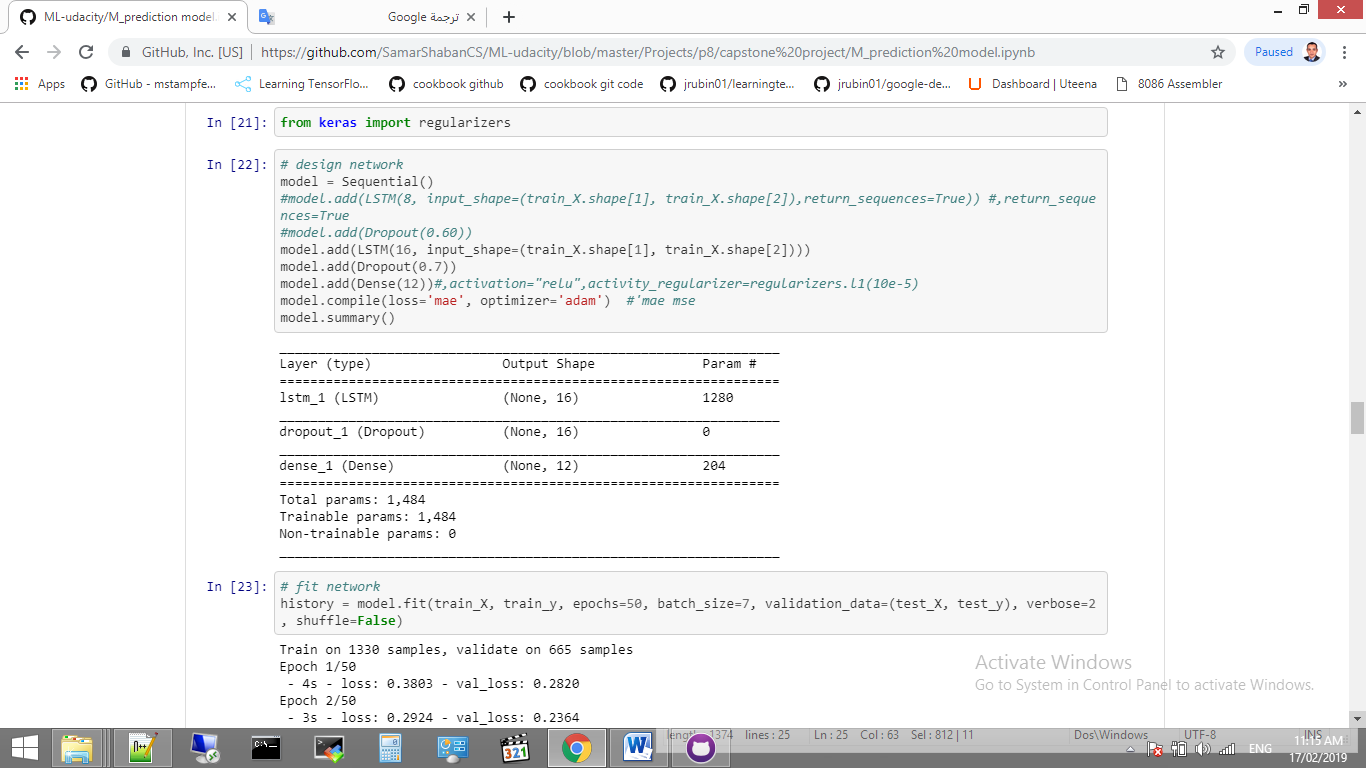 ML-udacity/M_prediction model.
ترجمة Google
GitHub, Inc. [US] | https://github.com/SamarShabanCS/ML-udacity/blob/master/Projects/p8/capstone%20project/M_prediction%20model.ipynb
Paused
Apps GitHub - mstampfe... Learning TensorFlo... cookbook github cookbook git code jrubin01/learningte... jrubin01/google-de... Dashboard | Uteena 8086 Assembler »
In [21]: from keras import regularizers
In [22]: # design network
model = Sequential()
#model.add(LSTM(8, input_shape=(train_X.shape[1], train_X.shape[2]),return_sequences=True)) #,return_seque
nces=True
#model.add(Dropout(0.60))
model.add(LSTM(16, input_shape=(train_X.shape[1], train_X.shape[2])))
model.add(Dropout(0.7))
model.add(Dense(12))#,activation="relu",activity_regularizer=regularizers.l1(10e-5)
model.compile(loss='mae', optimizer='adam')  #'mae mse
model.summary()
_________________________________________________________________
Layer (type)                 Output Shape              Param #
=================================================================
lstm_1 (LSTM)                (None, 16)                1280
_________________________________________________________________
dropout_1 (Dropout)          (None, 16)                0
_________________________________________________________________
dense_1 (Dense)              (None, 12)                204
=================================================================
Total params: 1,484
Trainable params: 1,484
Non-trainable params: 0
_________________________________________________________________
In [23]: # fit network
history = model.fit(train_X, train_y, epochs=50, batch_size=7, validation_data=(test_X, test_y), verbose=2
, shuffle=False)
Train on 1330 samples, validate on 665 samples
Epoch 1/50
 - 4s - loss: 0.3803 - val_loss: 0.2820
Epoch 2/50
 - 3s - loss: 0.2924 - val_loss: 0.2364
Activate Windows
Go to System in Control Panel to activate Windows.
1374 lines : 25 Ln : 25 Col : 63 Sel : 812 | 11 Dos\Windows UTF-8 INS
ENG
11:15 AM
17/02/2019